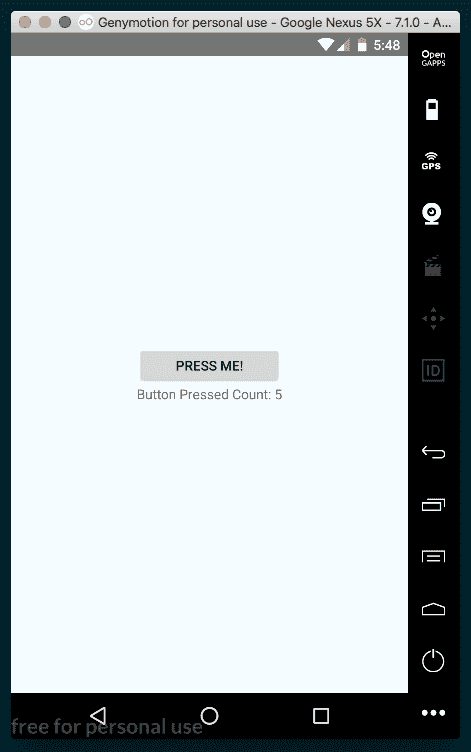 Genymotion for personal use - Google Nexus 5X - 7.1.0 - A...
5:48
Open
GAPPS
GPS
ID
PRESS ME!
Button Pressed Count: 5
free for personal use